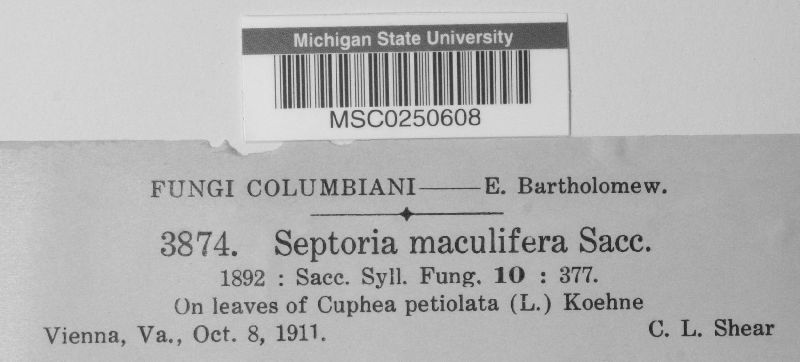 Michigan State University
MSC0250608
FUNGI COLUMBIANI——E. Bartholomew.
3874. Septoria maculifera Sacc.
1892 : Sacc. Syll. Fung. 10 : 377.
On leaves of Cuphea petiolata (L.) Koehne
Vienna, Va., Oct. 8, 1911. C. L. Shear